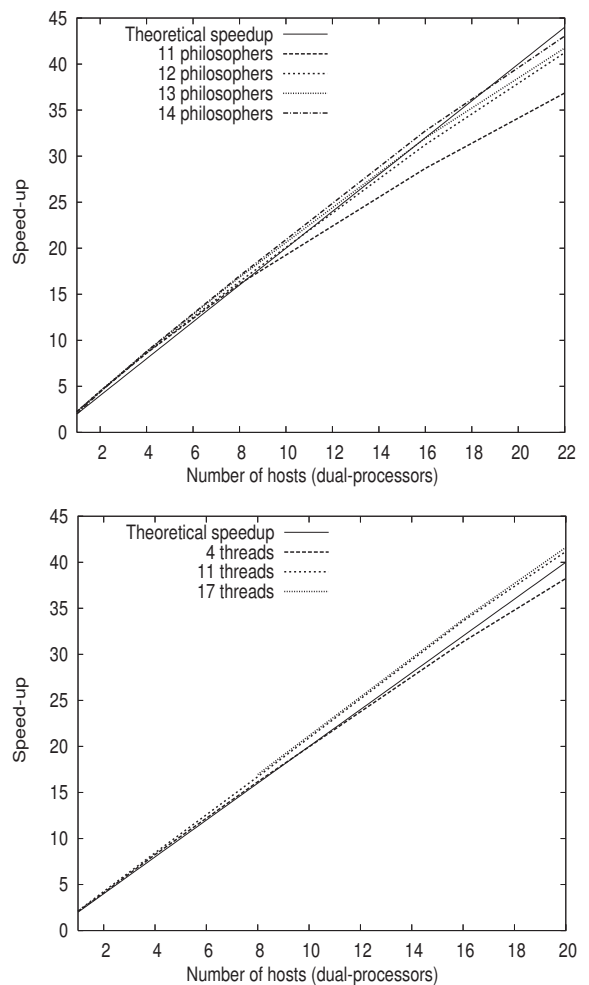 45
40
35
30
25
20
15
10
5
0
Speed-up
Theoretical speedup
11 philosophers
12 philosophers
13 philosophers
14 philosophers
2 4 6 8 10 12 14 16 18 20 22
Number of hosts (dual-processors)
45
40
35
30
25
20
15
10
5
0
Speed-up
Theoretical speedup
4 threads
11 threads
17 threads
2 4 6 8 10 12 14 16 18 20
Number of hosts (dual-processors)